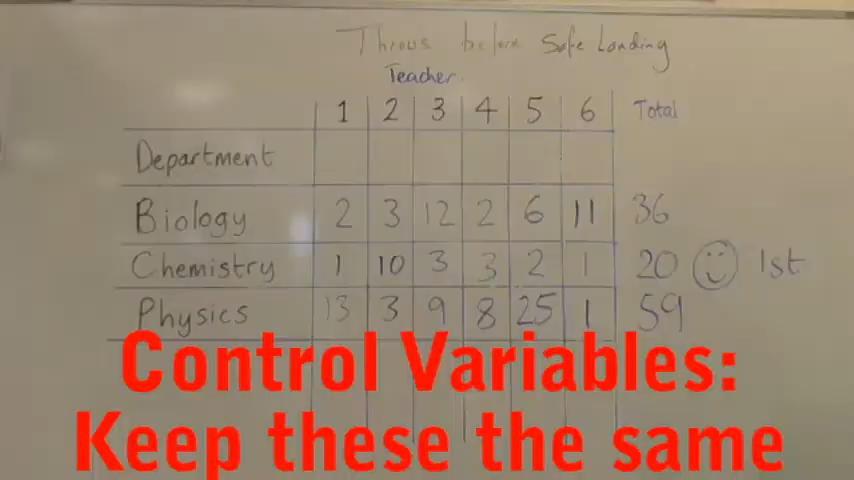 Throws before Safe Landing
Teacher
1 2 3 4 5 6 Total
Department
Biology 2 3 12 2 6 11 36
Chemistry 1 10 3 3 2 1 20 1st
Physics 13 3 9 8 25 1 59
Control Variables:
Keep these the same